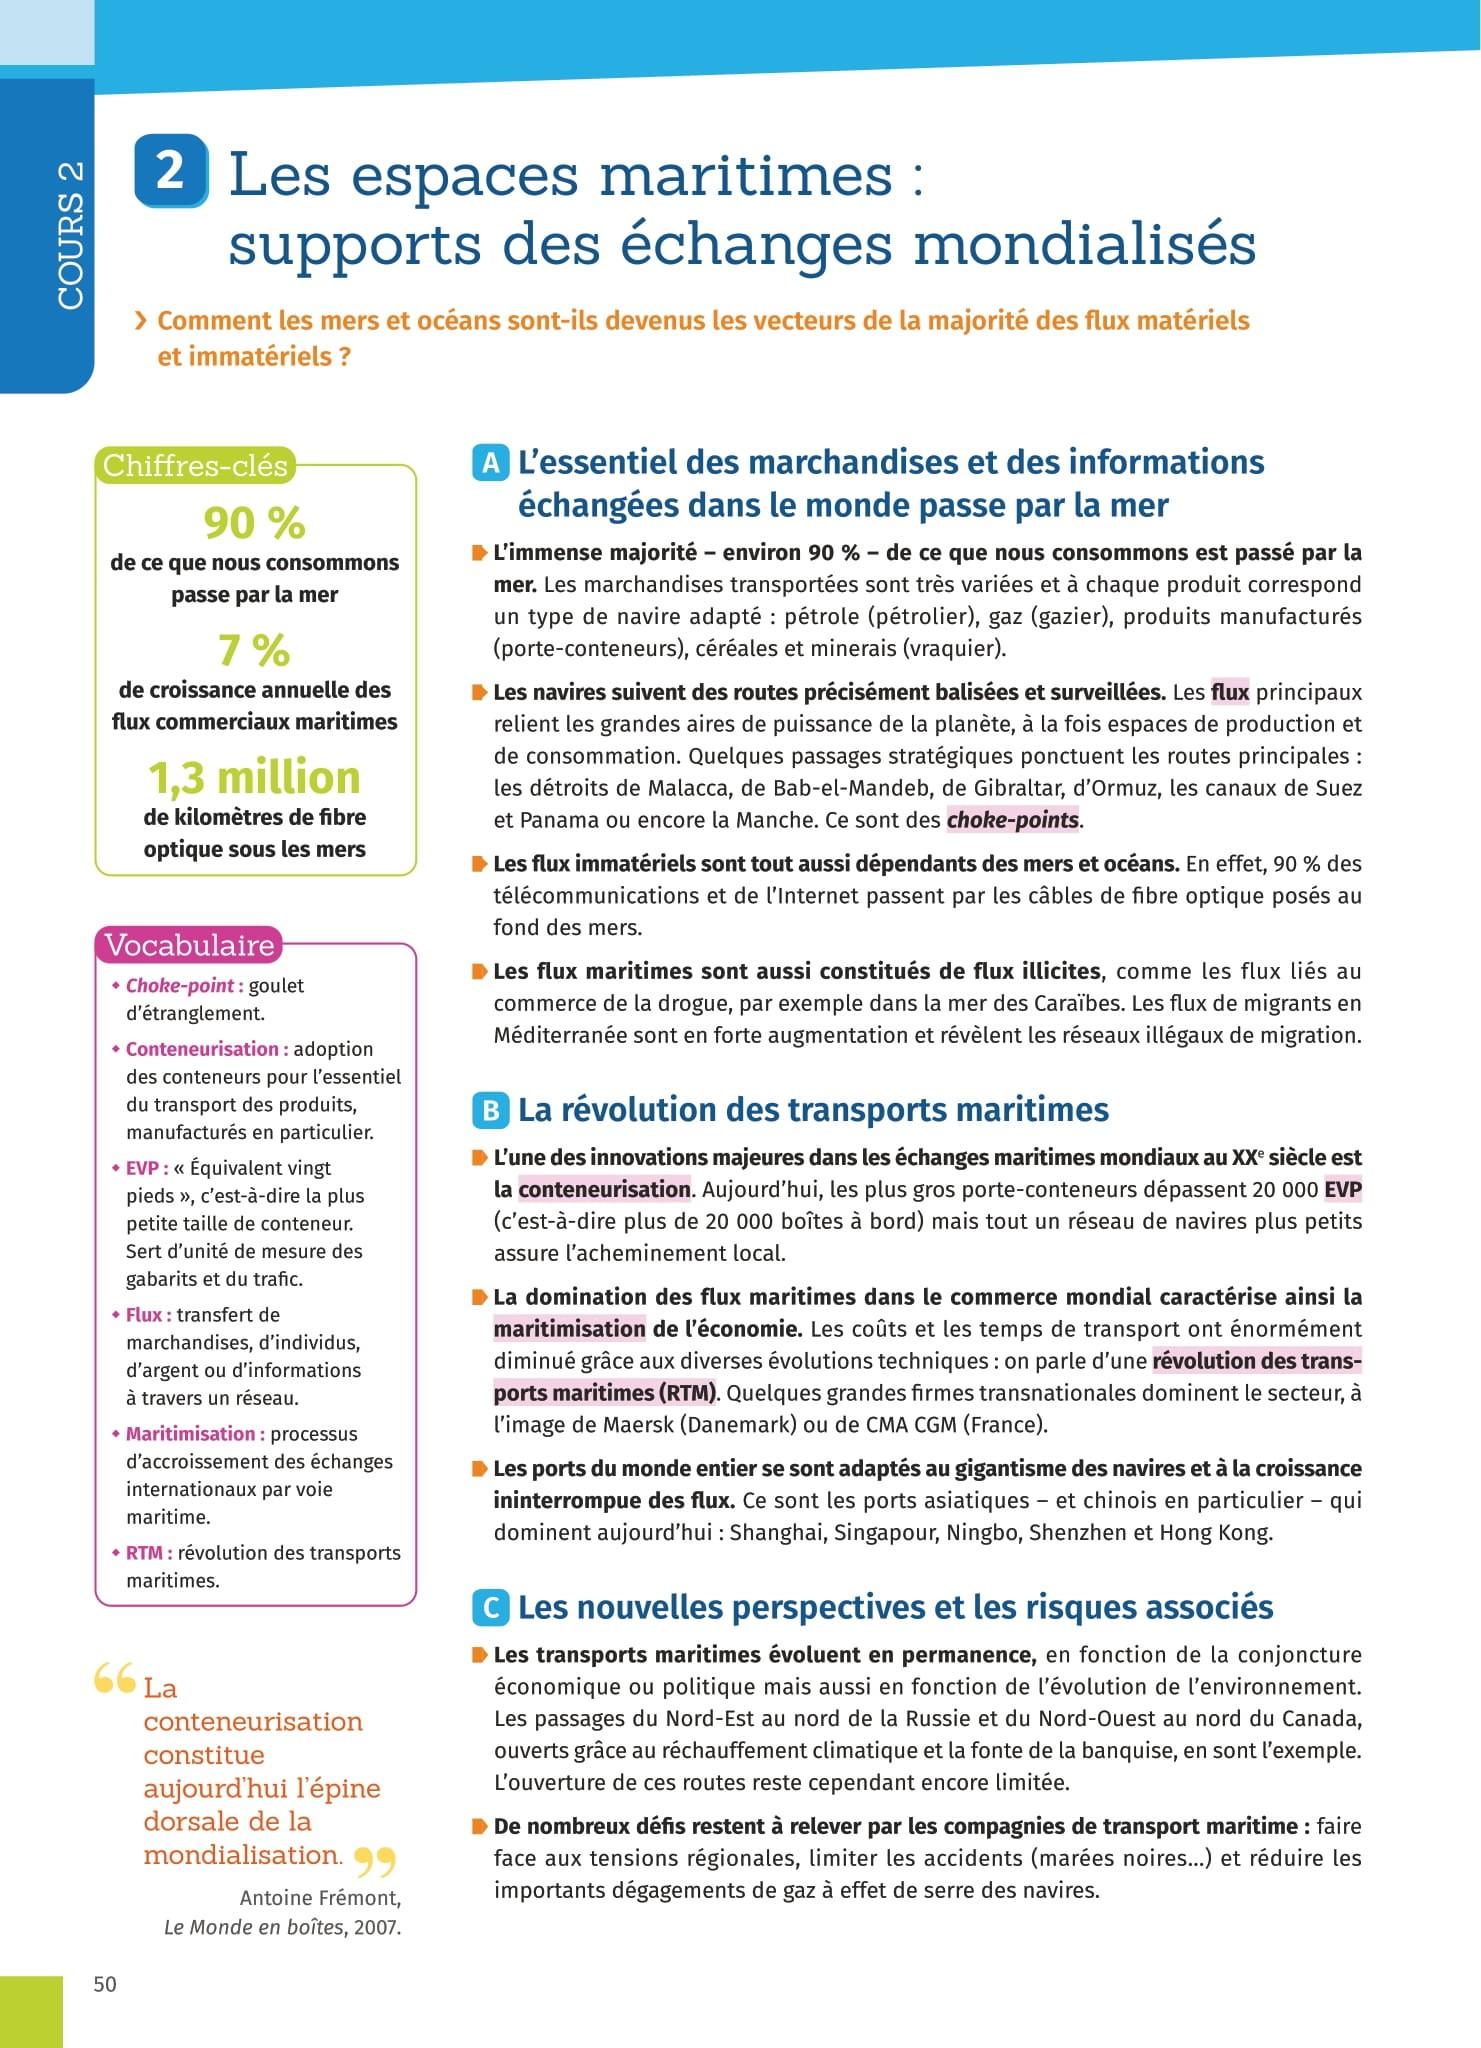 COURS 2
2 Les espaces maritimes :
supports des échanges mondialisés
› Comment les mers et océans sont-ils devenus les vecteurs de la majorité des flux matériels
et immatériels ?
Chiffres-clés
90 %
de ce que nous consommons
passe par la mer
7 %
de croissance annuelle des
flux commerciaux maritimes
1,3 million
de kilomètres de fibre
optique sous les mers
Vocabulaire
• Choke-point : goulet
d’étranglement.
• Conteneurisation : adoption
des conteneurs pour l’essentiel
du transport des produits,
manufacturés en particulier.
• EVP : « Équivalent vingt
pieds », c’est-à-dire la plus
petite taille de conteneur.
Sert d’unité de mesure des
gabarits et du trafic.
• Flux : transfert de
marchandises, d’individus,
d’argent ou d’informations
à travers un réseau.
• Maritimisation : processus
d’accroissement des échanges
internationaux par voie
maritime.
• RTM : révolution des transports
maritimes.
“ La
conteneurisation
constitue
aujourd’hui l’épine
dorsale de la
mondialisation. ”
Antoine Frémont,
Le Monde en boîtes, 2007.
A L’essentiel des marchandises et des informations
échangées dans le monde passe par la mer
L’immense majorité – environ 90 % – de ce que nous consommons est passé par la
mer. Les marchandises transportées sont très variées et à chaque produit correspond
un type de navire adapté : pétrole (pétrolier), gaz (gazier), produits manufacturés
(porte-conteneurs), céréales et minerais (vraquier).
Les navires suivent des routes précisément balisées et surveillées. Les flux principaux
relient les grandes aires de puissance de la planète, à la fois espaces de production et
de consommation. Quelques passages stratégiques ponctuent les routes principales :
les détroits de Malacca, de Bab-el-Mandeb, de Gibraltar, d’Ormuz, les canaux de Suez
et Panama ou encore la Manche. Ce sont des choke-points.
Les flux immatériels sont tout aussi dépendants des mers et océans. En effet, 90 % des
télécommunications et de l’Internet passent par les câbles de fibre optique posés au
fond des mers.
Les flux maritimes sont aussi constitués de flux illicites, comme les flux liés au
commerce de la drogue, par exemple dans la mer des Caraïbes. Les flux de migrants en
Méditerranée sont en forte augmentation et révèlent les réseaux illégaux de migration.
B La révolution des transports maritimes
L’une des innovations majeures dans les échanges maritimes mondiaux au XXe siècle est
la conteneurisation. Aujourd’hui, les plus gros porte-conteneurs dépassent 20 000 EVP
(c’est-à-dire plus de 20 000 boîtes à bord) mais tout un réseau de navires plus petits
assure l’acheminement local.
La domination des flux maritimes dans le commerce mondial caractérise ainsi la
maritimisation de l’économie. Les coûts et les temps de transport ont énormément
diminué grâce aux diverses évolutions techniques : on parle d’une révolution des trans-
ports maritimes (RTM). Quelques grandes firmes transnationales dominent le secteur, à
l’image de Maersk (Danemark) ou de CMA CGM (France).
Les ports du monde entier se sont adaptés au gigantisme des navires et à la croissance
ininterrompue des flux. Ce sont les ports asiatiques – et chinois en particulier – qui
dominent aujourd’hui : Shanghai, Singapour, Ningbo, Shenzhen et Hong Kong.
C Les nouvelles perspectives et les risques associés
Les transports maritimes évoluent en permanence, en fonction de la conjoncture
économique ou politique mais aussi en fonction de l’évolution de l’environnement.
Les passages du Nord-Est au nord de la Russie et du Nord-Ouest au nord du Canada,
ouverts grâce au réchauffement climatique et la fonte de la banquise, en sont l’exemple.
L’ouverture de ces routes reste cependant encore limitée.
De nombreux défis restent à relever par les compagnies de transport maritime : faire
face aux tensions régionales, limiter les accidents (marées noires...) et réduire les
importants dégagements de gaz à effet de serre des navires.
50